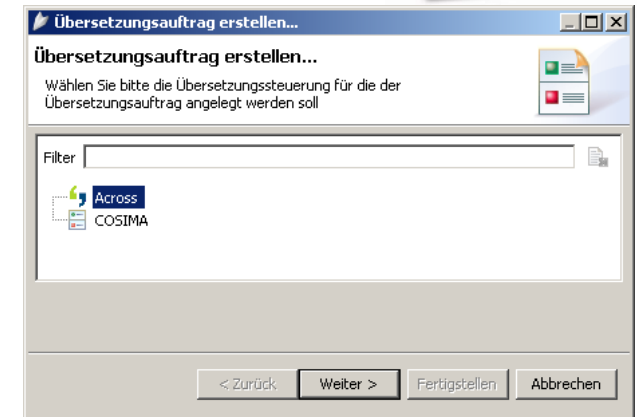 Übersetzungsauftrag erstellen...
Übersetzungsauftrag erstellen...
Wählen Sie bitte die Übersetzungssteuerung für die der
Übersetzungsauftrag angelegt werden soll
Filter
Across
COSIMA
< Zurück Weiter > Fertigstellen Abbrechen